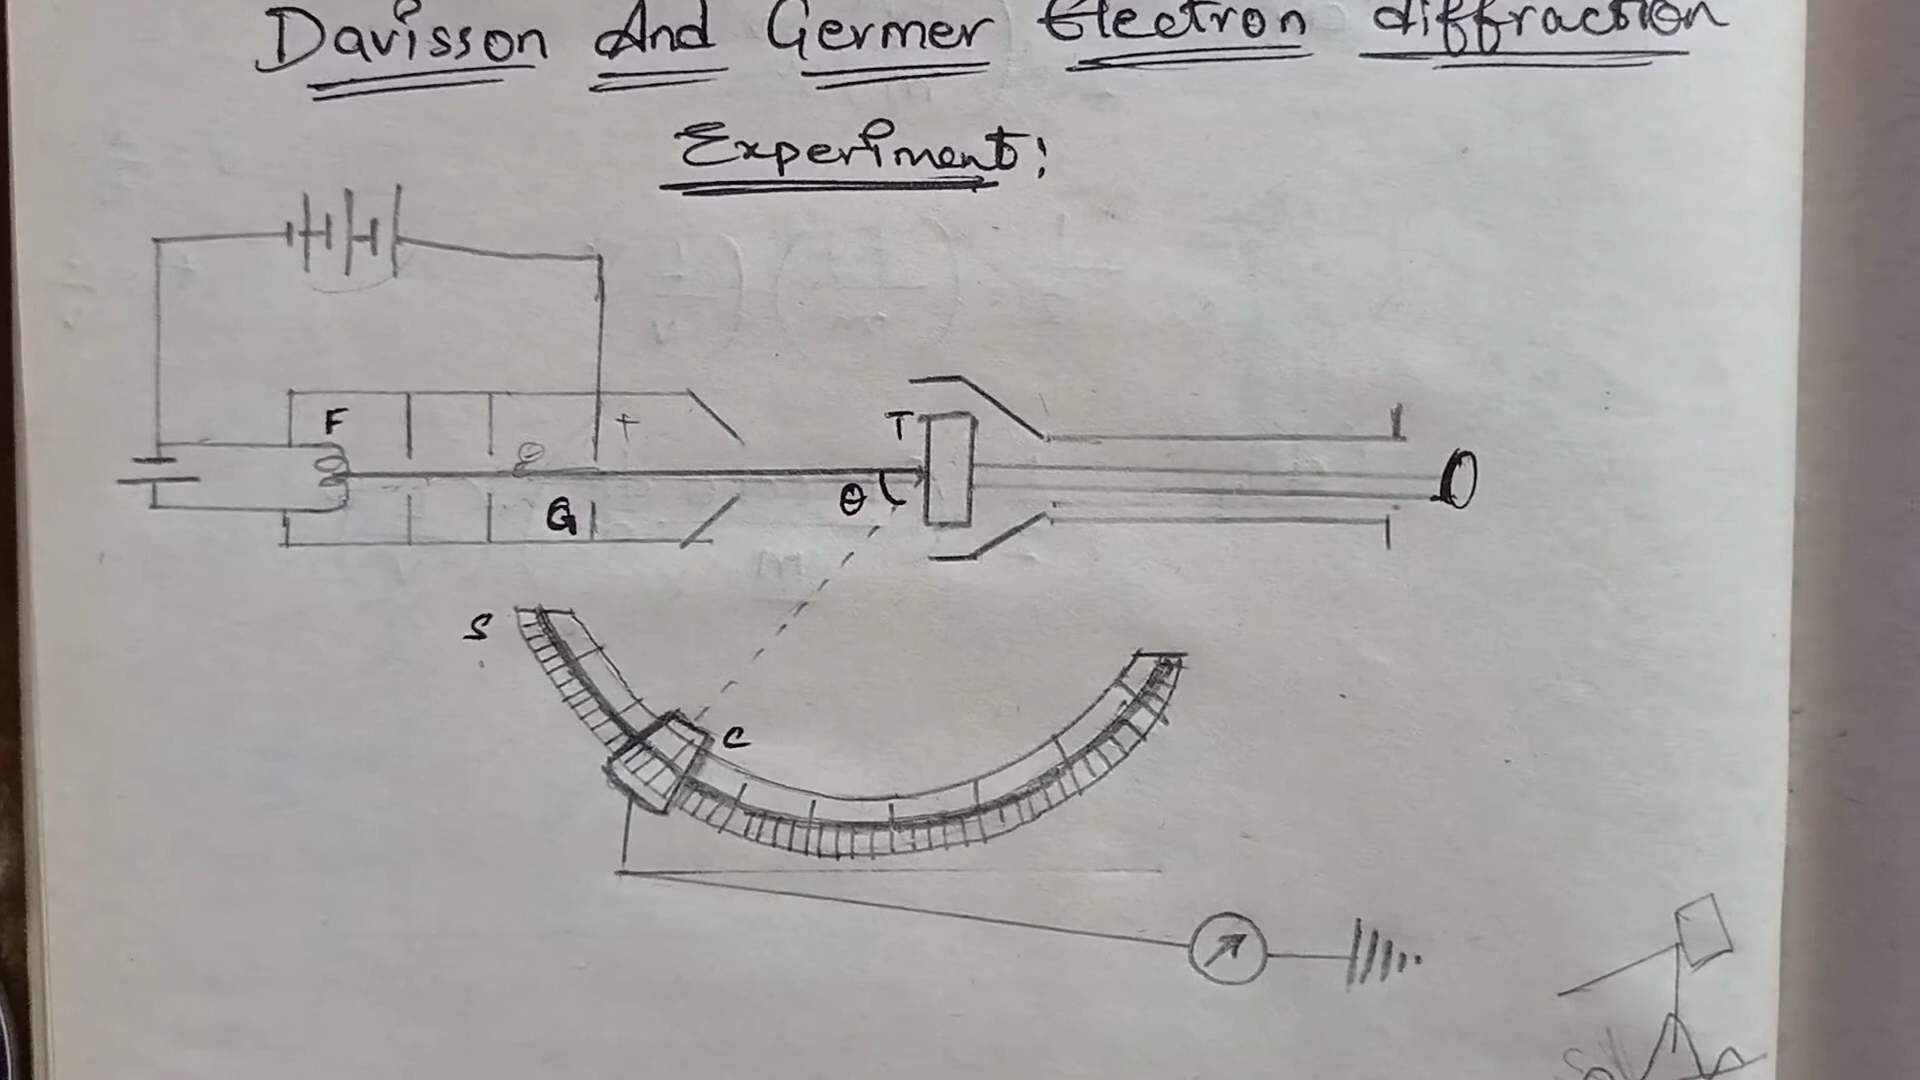 Davisson And Germer Electron diffraction
Experiment:
F
+
T
e
θ
G
S
C